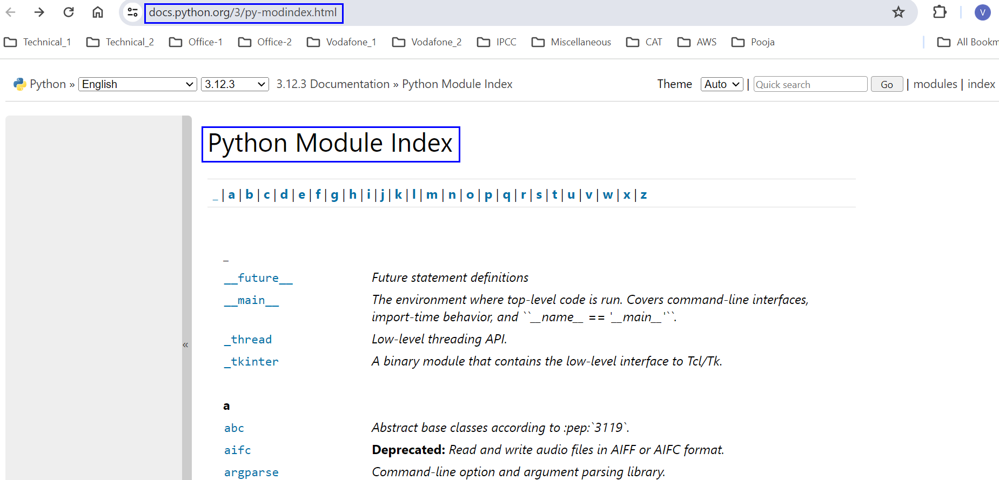 docs.python.org/3/py-modindex.html
V
Technical_1 Technical_2 Office-1 Office-2 Vodafone_1 Vodafone_2 IPCC Miscellaneous CAT AWS Pooja All Bookm
Python » English 3.12.3 3.12.3 Documentation » Python Module Index Theme Auto | Quick search Go | modules | index
Python Module Index
_ | a | b | c | d | e | f | g | h | i | j | k | l | m | n | o | p | q | r | s | t | u | v | w | x | z
_
__future__ Future statement definitions
__main__ The environment where top-level code is run. Covers command-line interfaces,
import-time behavior, and ``__name__ == '__main__'``.
_thread Low-level threading API.
«
_tkinter A binary module that contains the low-level interface to Tcl/Tk.
a
abc Abstract base classes according to :pep:`3119`.
aifc Deprecated: Read and write audio files in AIFF or AIFC format.
argparse Command-line option and argument parsing library.